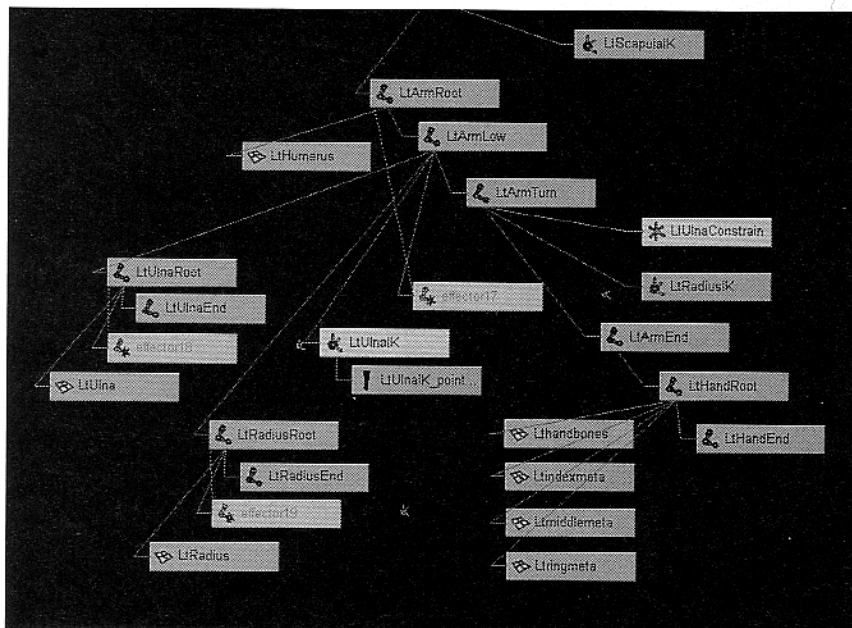 LtScapulaiK
LtArmRoot
LtArmLow
LtHumerus
LtArmTurn
LtUlnaConstrain
LtUlnaRoot
LtRadiusiK
effector17
LtUlnaEnd
LtArmEnd
effector18
LtUlnaiK
LtUlna
LtUlnaiK_point...
LtHandRoot
LtRadiusRoot
Lthandbones
LtHandEnd
LtRadiusEnd
Ltindexmeta
effector19
Ltmiddlemeta
LtRadius
Ltringmeta